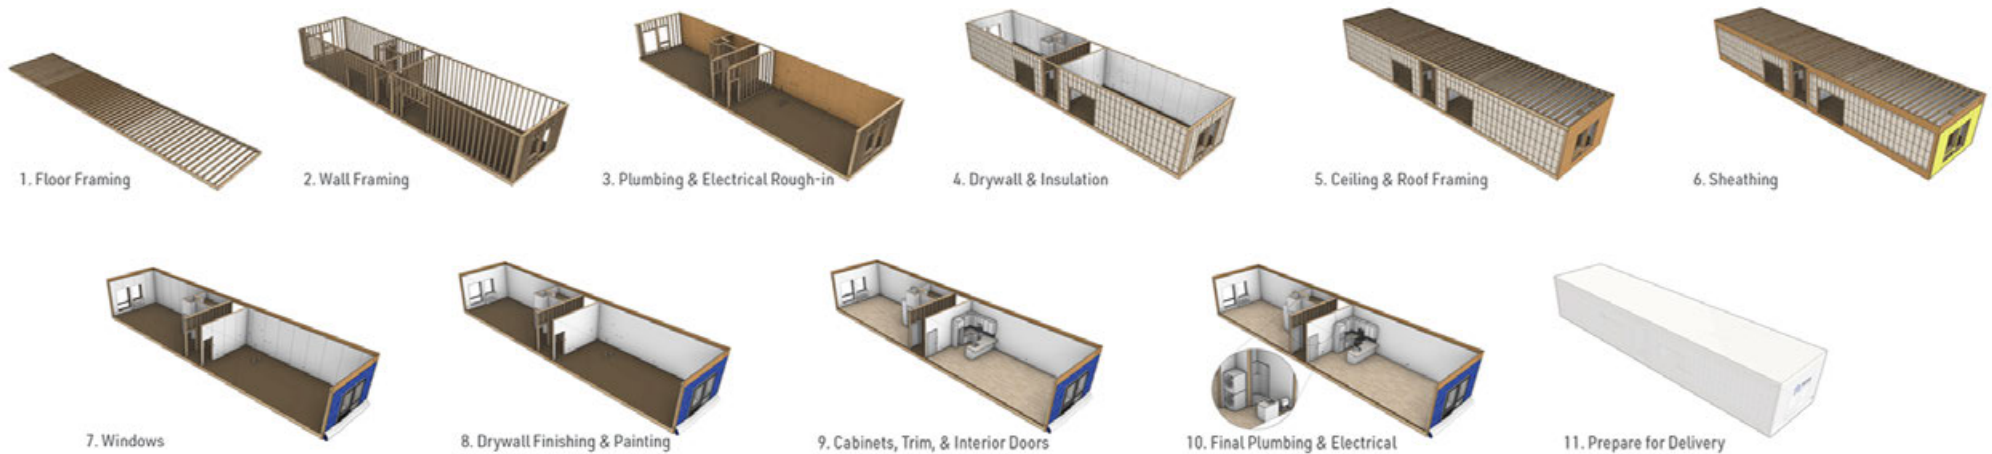 1. Floor Framing
2. Wall Framing
3. Plumbing & Electrical Rough-in
4. Drywall & Insulation
5. Ceiling & Roof Framing
6. Sheathing
7. Windows
8. Drywall Finishing & Painting
9. Cabinets, Trim, & Interior Doors
10. Final Plumbing & Electrical
11. Prepare for Delivery